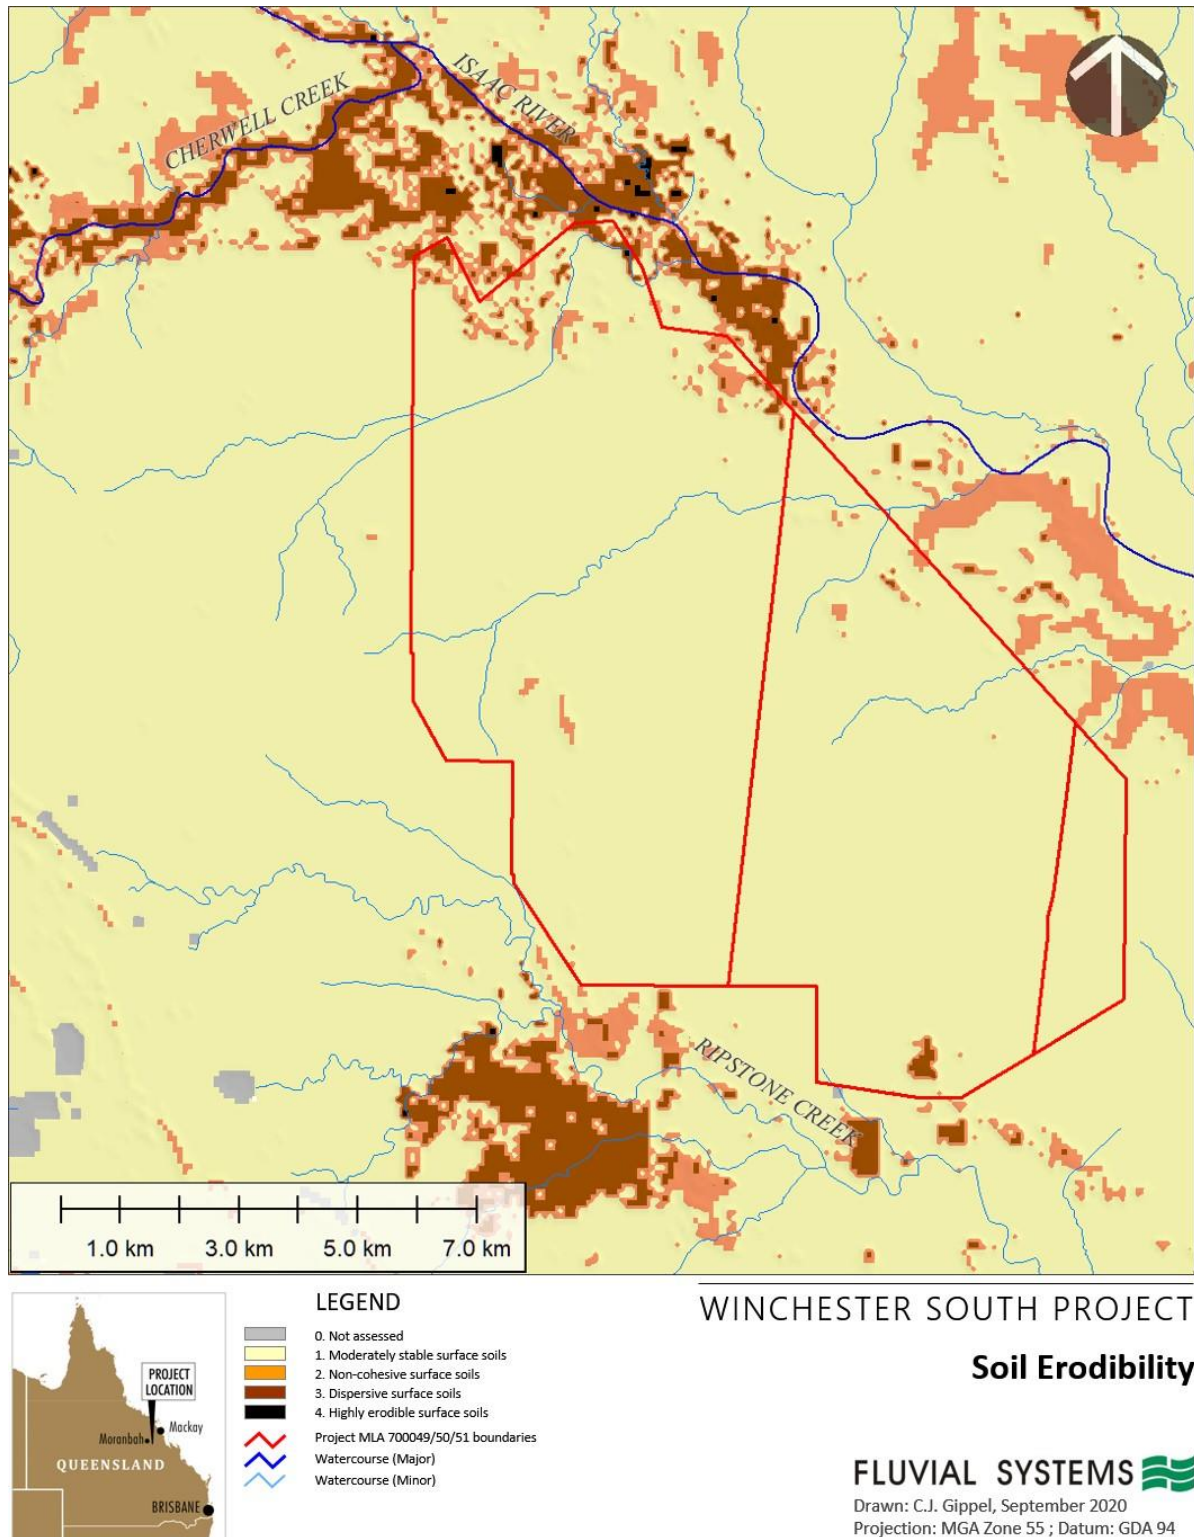 CHERWELL CREEK
ISAAC RIVER
RIPSTONE CREEK
1.0 km 3.0 km 5.0 km 7.0 km
PROJECT
LOCATION
Mackay
Moranbah
QUEENSLAND
BRISBANE
LEGEND
0. Not assessed
1. Moderately stable surface soils
2. Non-cohesive surface soils
3. Dispersive surface soils
4. Highly erodible surface soils
Project MLA 700049/50/51 boundaries
Watercourse (Major)
Watercourse (Minor)
WINCHESTER SOUTH PROJECT
Soil Erodibility
FLUVIAL SYSTEMS
Drawn: C.J. Gippel, September 2020
Projection: MGA Zone 55 ; Datum: GDA 94